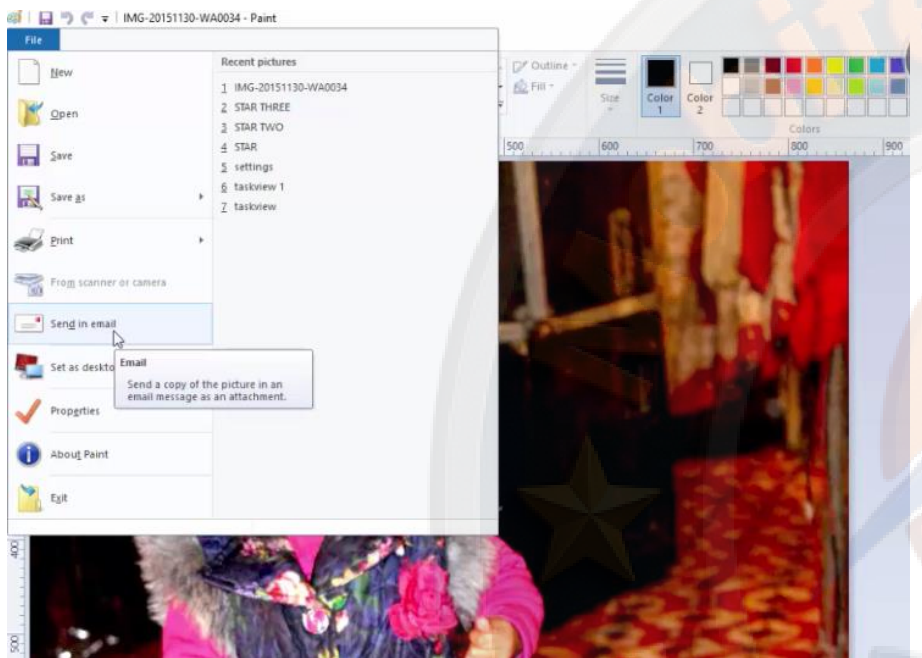 IMG-20151130-WA0034 - Paint
File
New
Open
Save
Save as
Print
From scanner or camera
Send in email
Set as deskto
Properties
About Paint
Exit
Recent pictures
1 IMG-20151130-WA0034
2 STAR THREE
3 STAR TWO
4 STAR
5 settings
6 taskview 1
7 taskview
Email
Send a copy of the picture in an
email message as an attachment.
Outline
Fill
Size
Color
1
Color
2
Colors
500 600 700 800 900
400
500